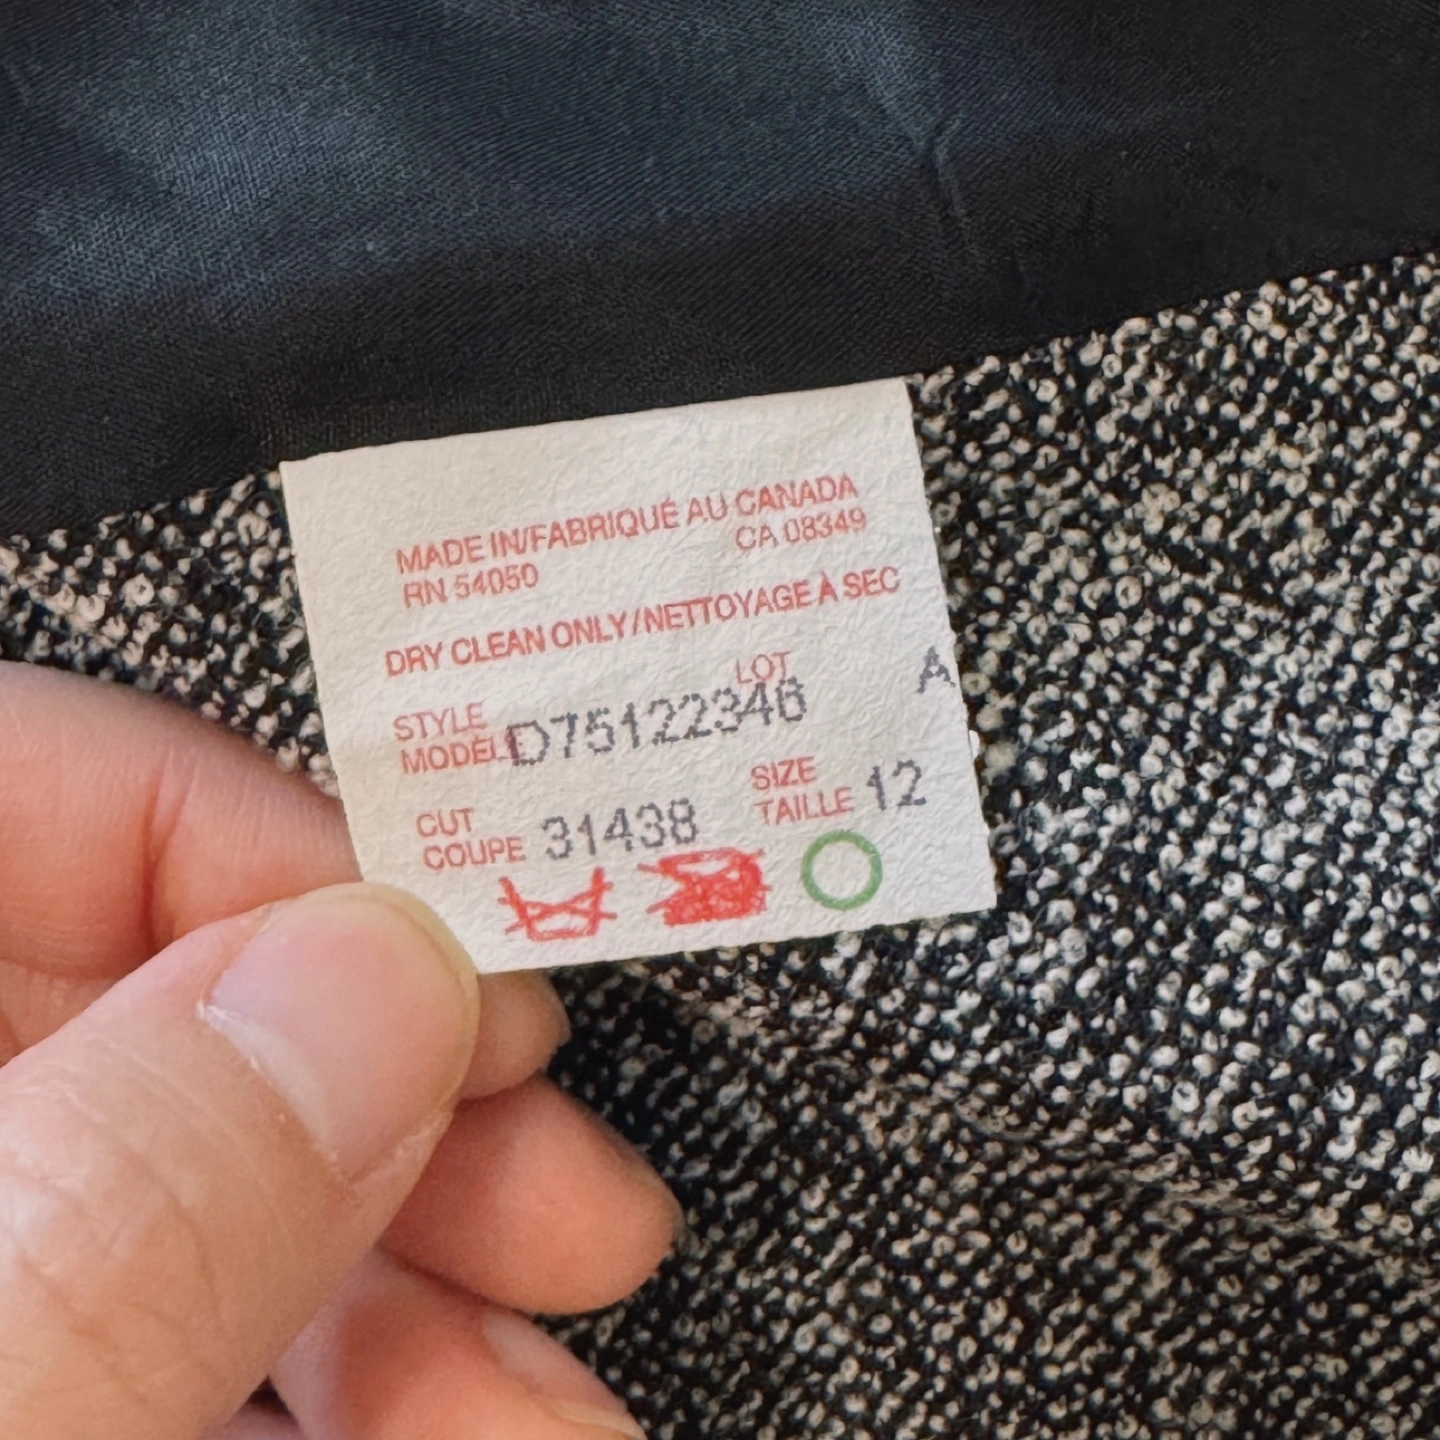 MADE IN/FABRIQUÉ AU CANADA
RN 54050 CA 08349
DRY CLEAN ONLY/NETTOYAGE À SEC
LOT
STYLE
MODÈL D75122346 A
SIZE
TAILLE 12
CUT
COUPE 31438